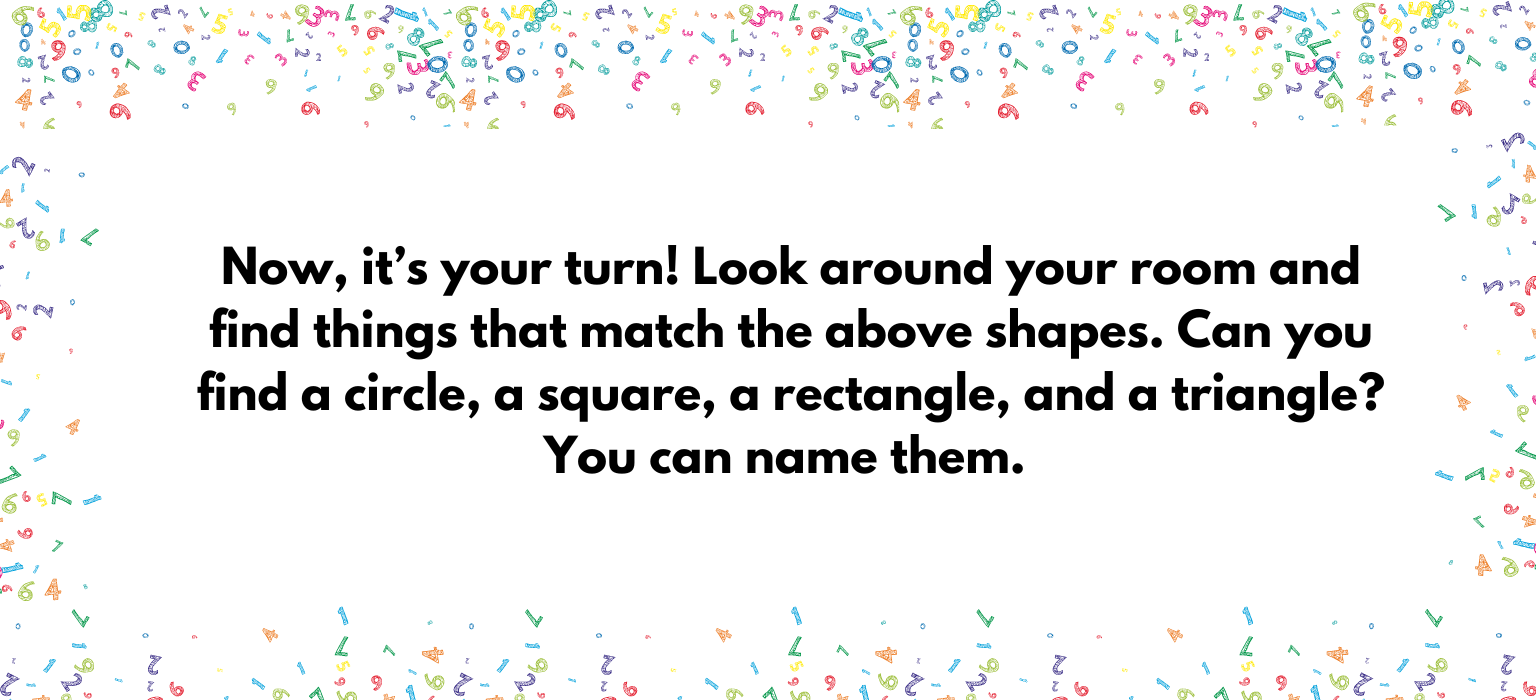 Now, it’s your turn! Look around your room and
find things that match the above shapes. Can you
find a circle, a square, a rectangle, and a triangle?
You can name them.